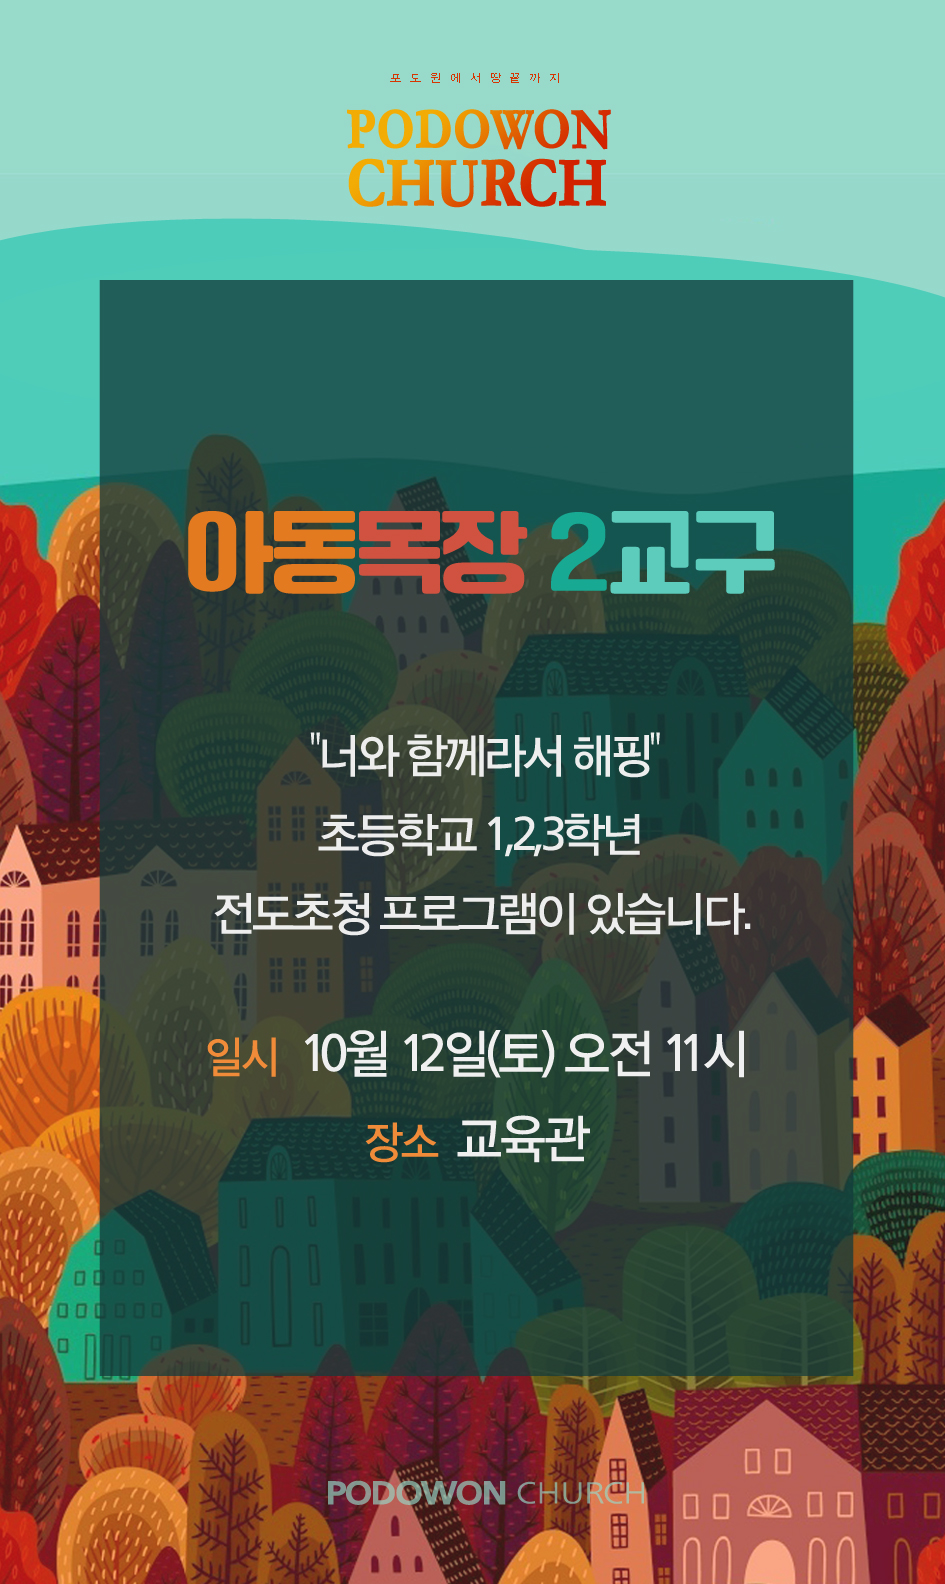 포도원에서땅끝까지
PODOWON
CHURCH
아동목장 2교구
"너와 함께라서 해핑"
초등학교 1,2,3학년
전도초청 프로그램이 있습니다.
일시 10월 12일(토) 오전 11시
장소 교육관
PODOWON CHURCH